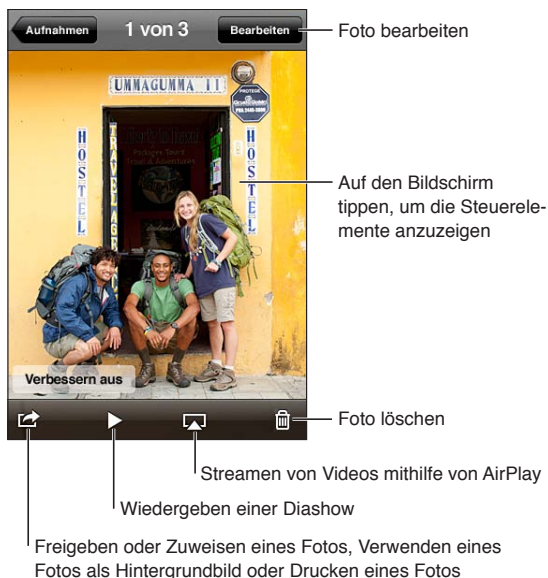 Aufnahmen
1 von 3
Bearbeiten
Foto bearbeiten
UMMAGUMMA II
PROTEGE
HOSTEL
HOSTEL
Auf den Bildschirm
tippen, um die Steuerele-
mente anzuzeigen
Verbessern aus
Foto löschen
Streamen von Videos mithilfe von AirPlay
Wiedergeben einer Diashow
Freigeben oder Zuweisen eines Fotos, Verwenden eines
Fotos als Hintergrundbild oder Drucken eines Fotos